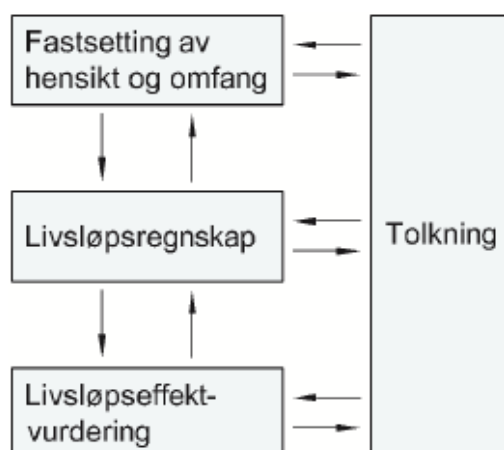 Fastsetting av
hensikt og omfang
Livsløpsregnskap
Tolkning
Livsløpseffekt-
vurdering